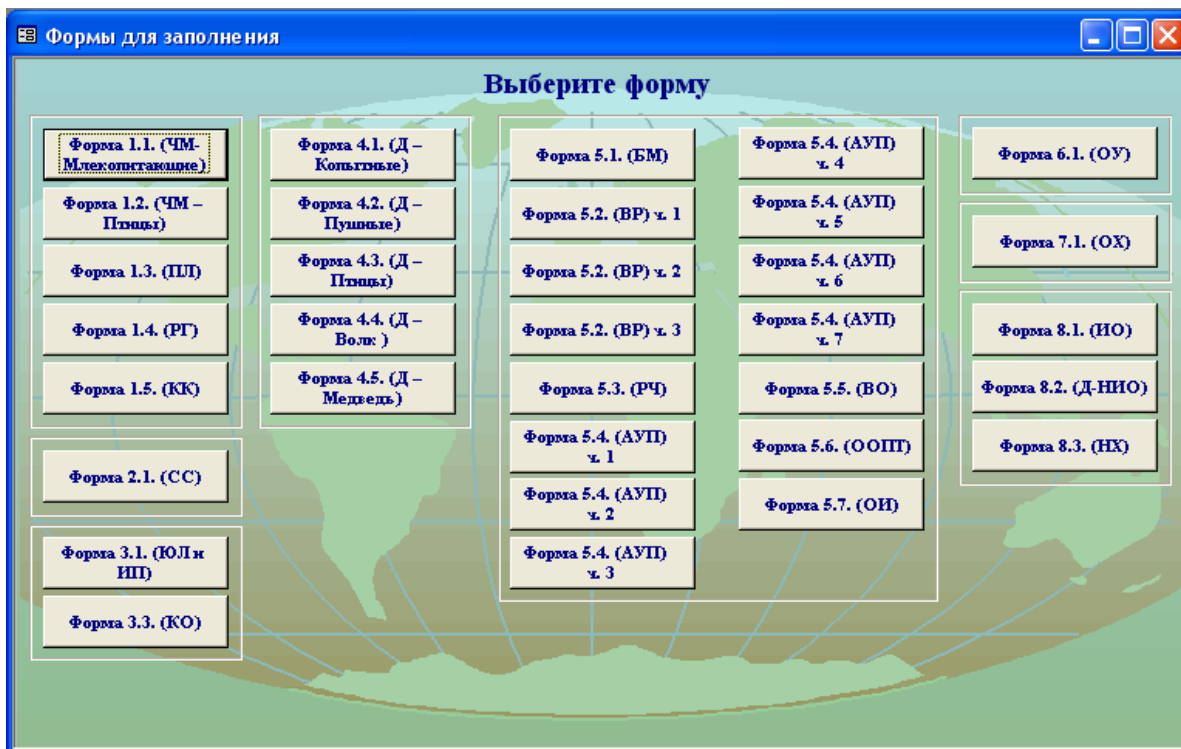 Формы для заполнения
Выберите форму
Форма 1.1. (ЧМ-
Млекопитающие)
Форма 1.2. (ЧМ –
Птицы)
Форма 1.3. (ПЛ)
Форма 1.4. (РГ)
Форма 1.5. (КК)
Форма 2.1. (СС)
Форма 3.1. (ЮЛ и
ИП)
Форма 3.3. (КО)
Форма 4.1. (Д –
Копытные)
Форма 4.2. (Д –
Пушные)
Форма 4.3. (Д –
Птицы)
Форма 4.4. (Д –
Волк )
Форма 4.5. (Д –
Медведь)
Форма 5.1. (БМ)
Форма 5.2. (ВР) ч. 1
Форма 5.2. (ВР) ч. 2
Форма 5.2. (ВР) ч. 3
Форма 5.3. (РЧ)
Форма 5.4. (АУП)
ч. 1
Форма 5.4. (АУП)
ч. 2
Форма 5.4. (АУП)
ч. 3
Форма 5.4. (АУП)
ч. 4
Форма 5.4. (АУП)
ч. 5
Форма 5.4. (АУП)
ч. 6
Форма 5.4. (АУП)
ч. 7
Форма 5.5. (ВО)
Форма 5.6. (ООПТ)
Форма 5.7. (ОИ)
Форма 6.1. (ОУ)
Форма 7.1. (ОХ)
Форма 8.1. (ИО)
Форма 8.2. (Д-НИО)
Форма 8.3. (НХ)